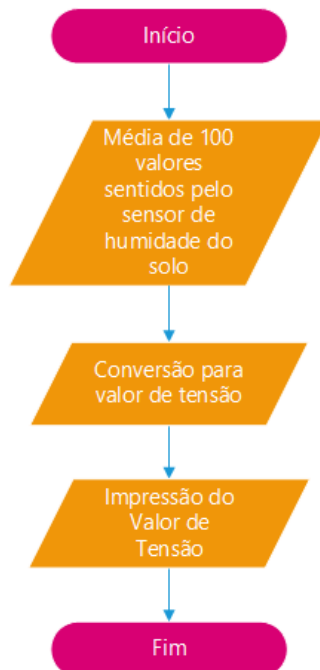 Início
Média de 100
valores
sentidos pelo
sensor de
humidade do
solo
Conversão para
valor de tensão
Impressão do
Valor de
Tensão
Fim